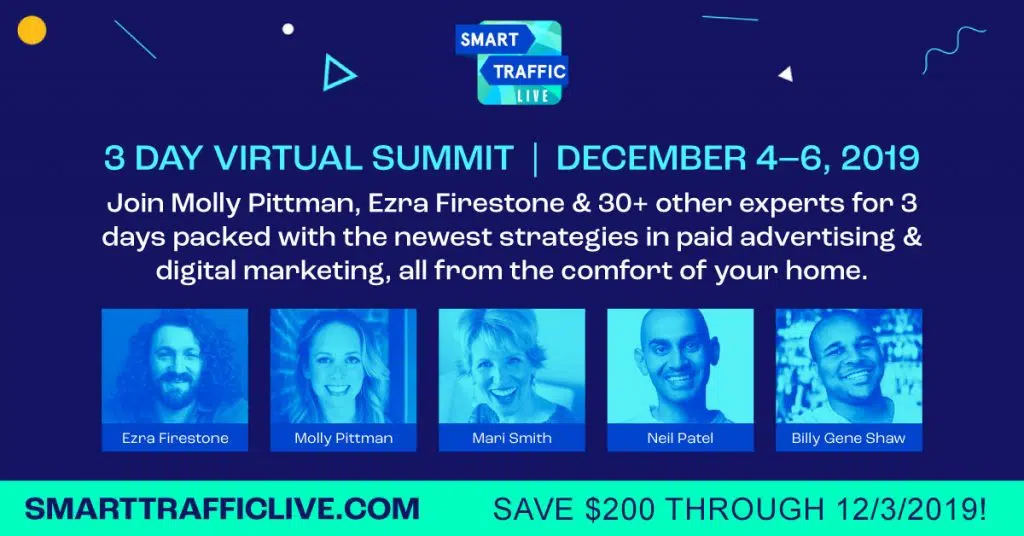 SMART
TRAFFIC
LIVE
3 DAY VIRTUAL SUMMIT | DECEMBER 4–6, 2019
Join Molly Pittman, Ezra Firestone & 30+ other experts for 3
days packed with the newest strategies in paid advertising &
digital marketing, all from the comfort of your home.
Ezra Firestone
Molly Pittman
Mari Smith
Neil Patel
Billy Gene Shaw
SMARTTRAFFICLIVE.COM
SAVE $200 THROUGH 12/3/2019!